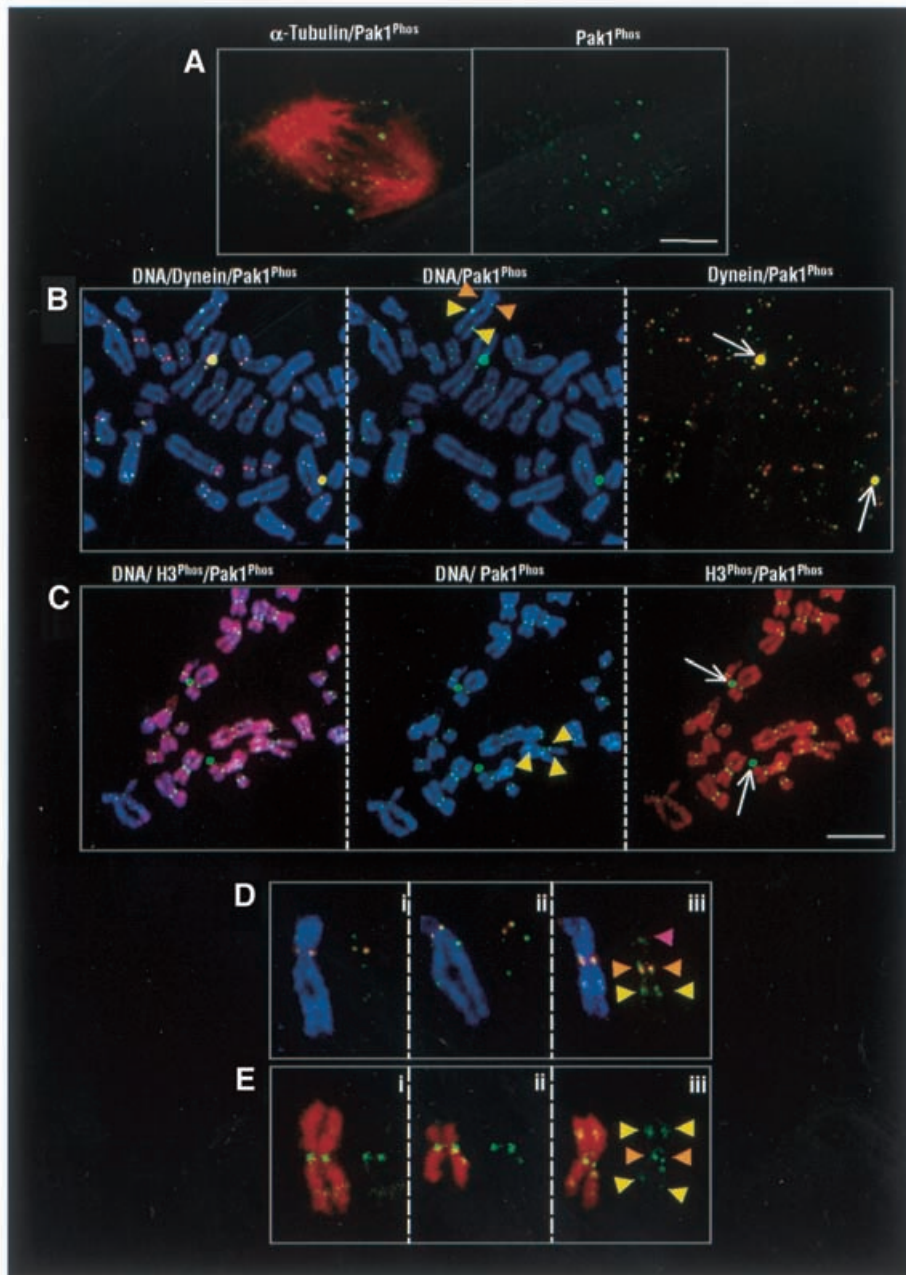 α-Tubulin/Pak1Phos
Pak1Phos
A
DNA/Dynein/Pak1Phos
DNA/Pak1Phos
Dynein/Pak1Phos
B
DNA/ H3Phos/Pak1Phos
DNA/ Pak1Phos
H3Phos/Pak1Phos
C
D
i
ii
iii
E
i
ii
iii